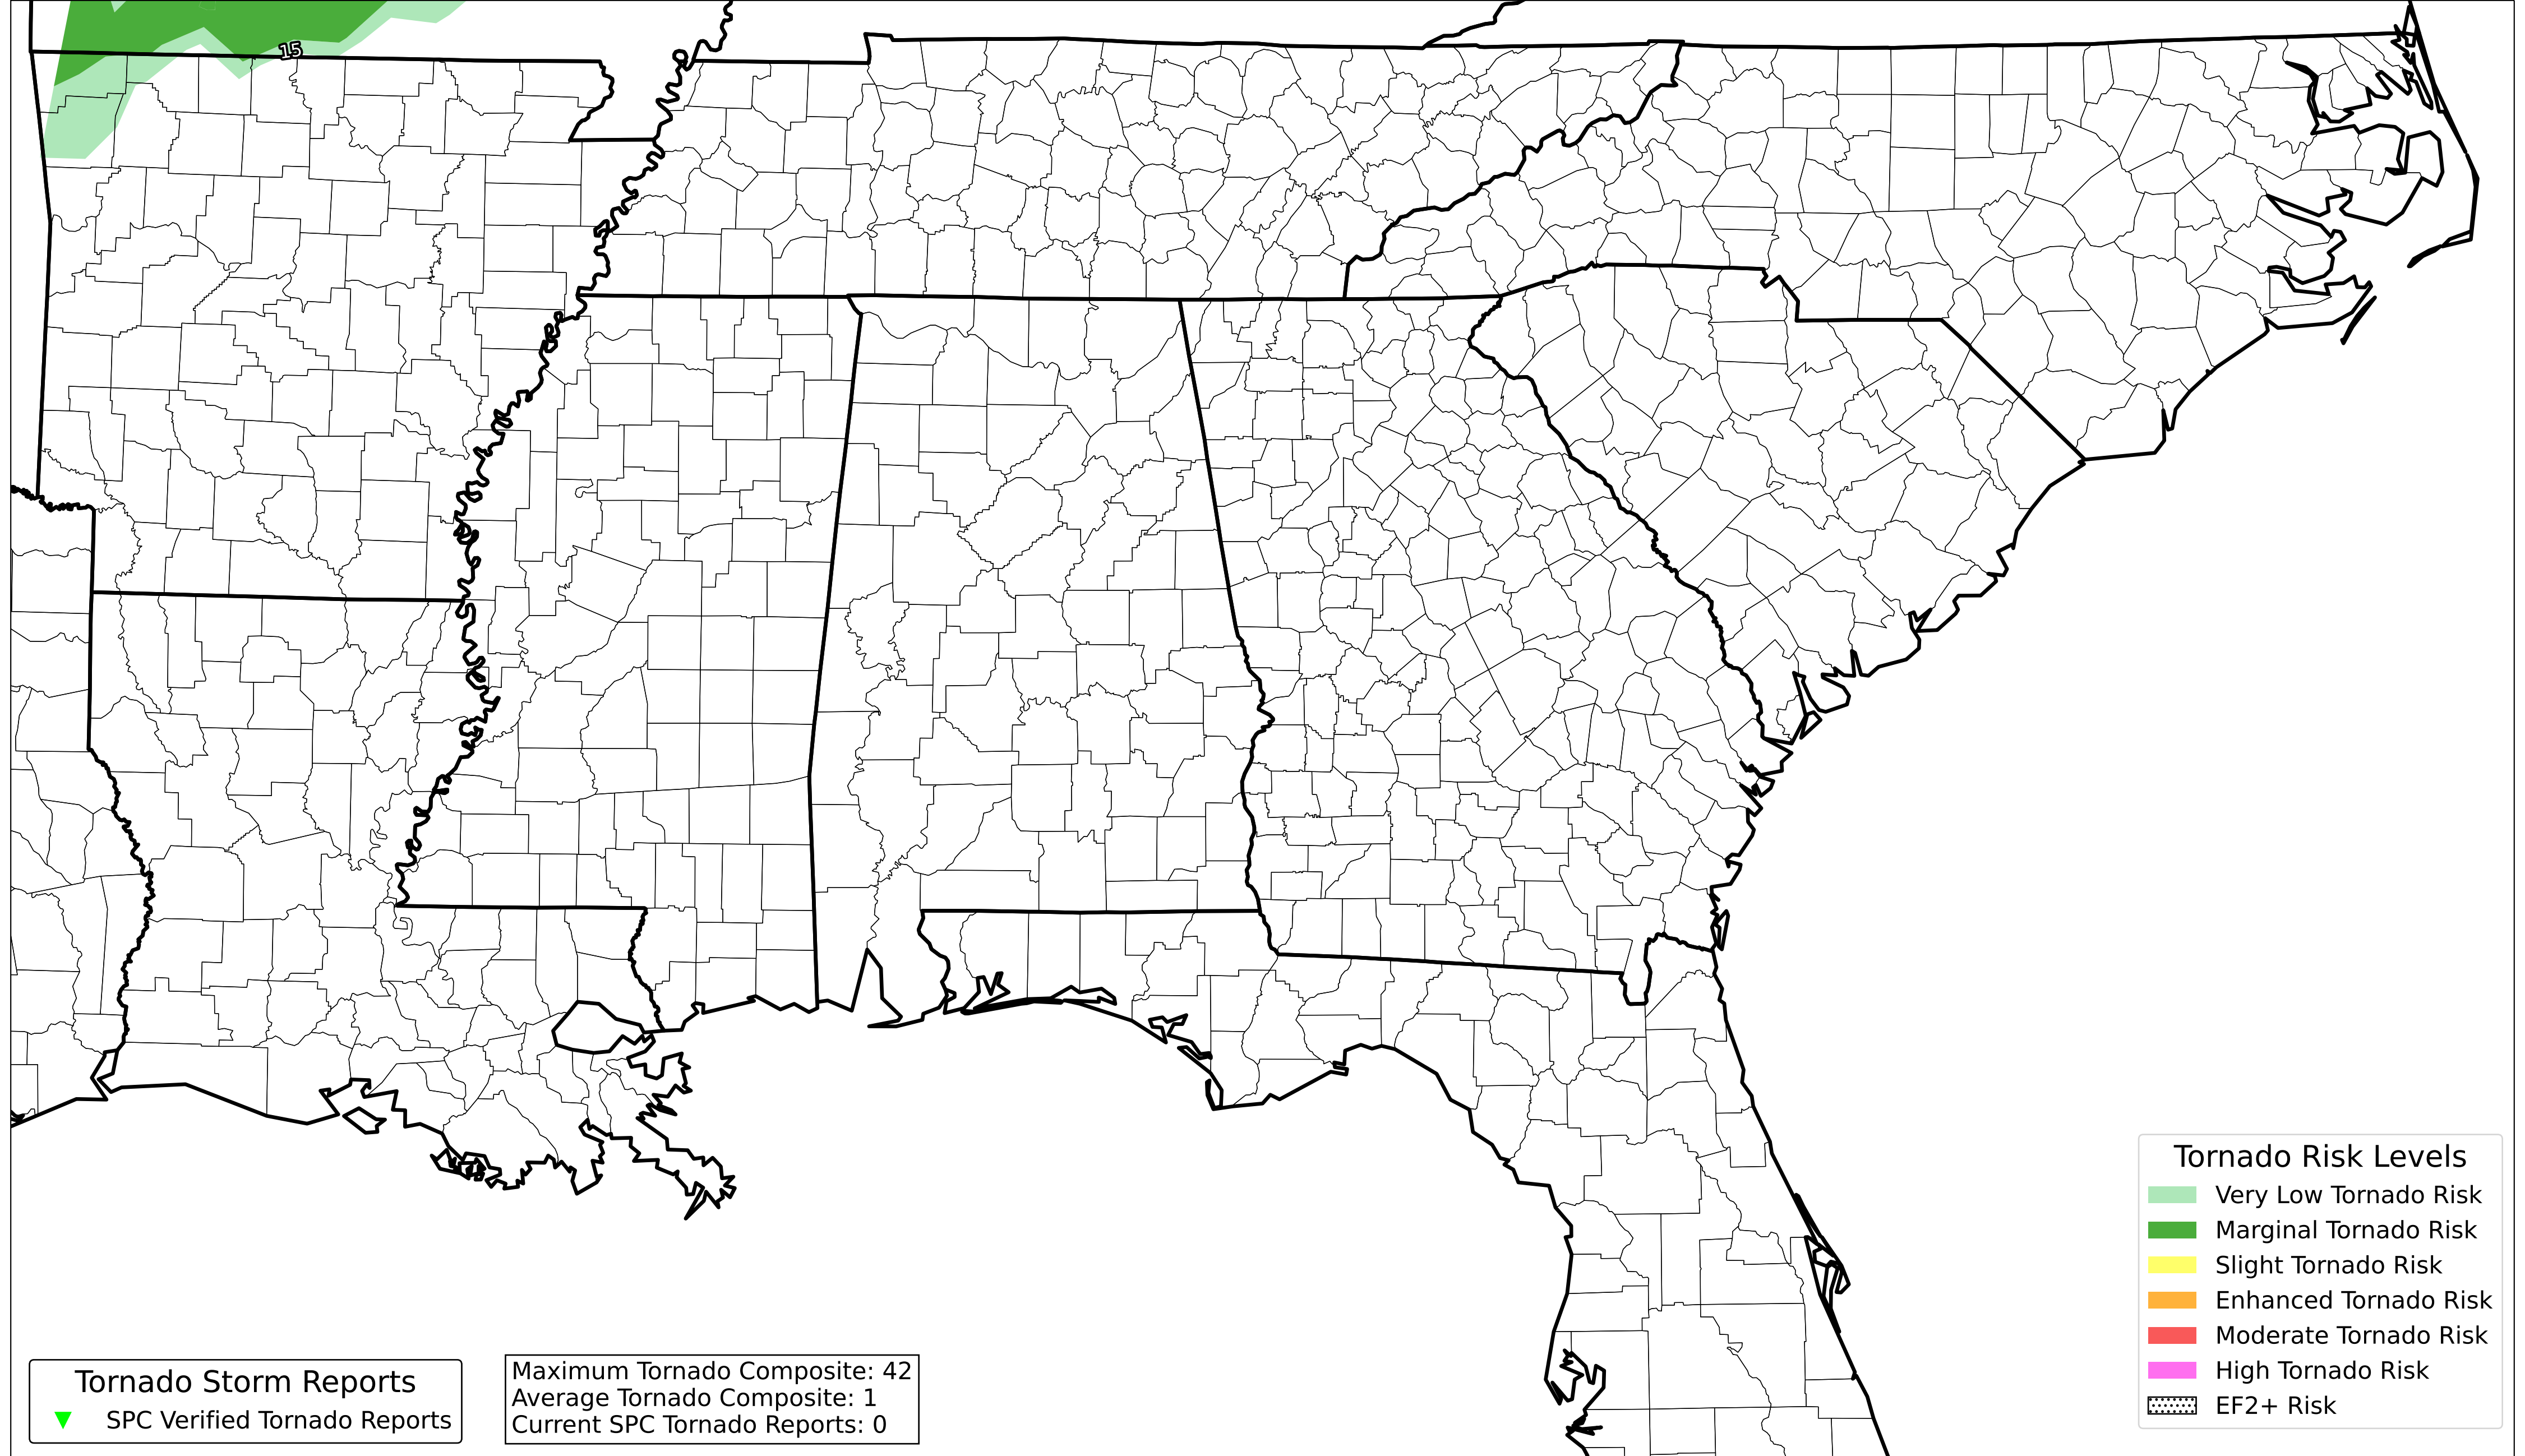 15
Tornado Risk Levels
Very Low Tornado Risk
Marginal Tornado Risk
Slight Tornado Risk
Enhanced Tornado Risk
Moderate Tornado Risk
High Tornado Risk
EF2+ Risk
Tornado Storm Reports
SPC Verified Tornado Reports
Maximum Tornado Composite: 42
Average Tornado Composite: 1
Current SPC Tornado Reports: 0